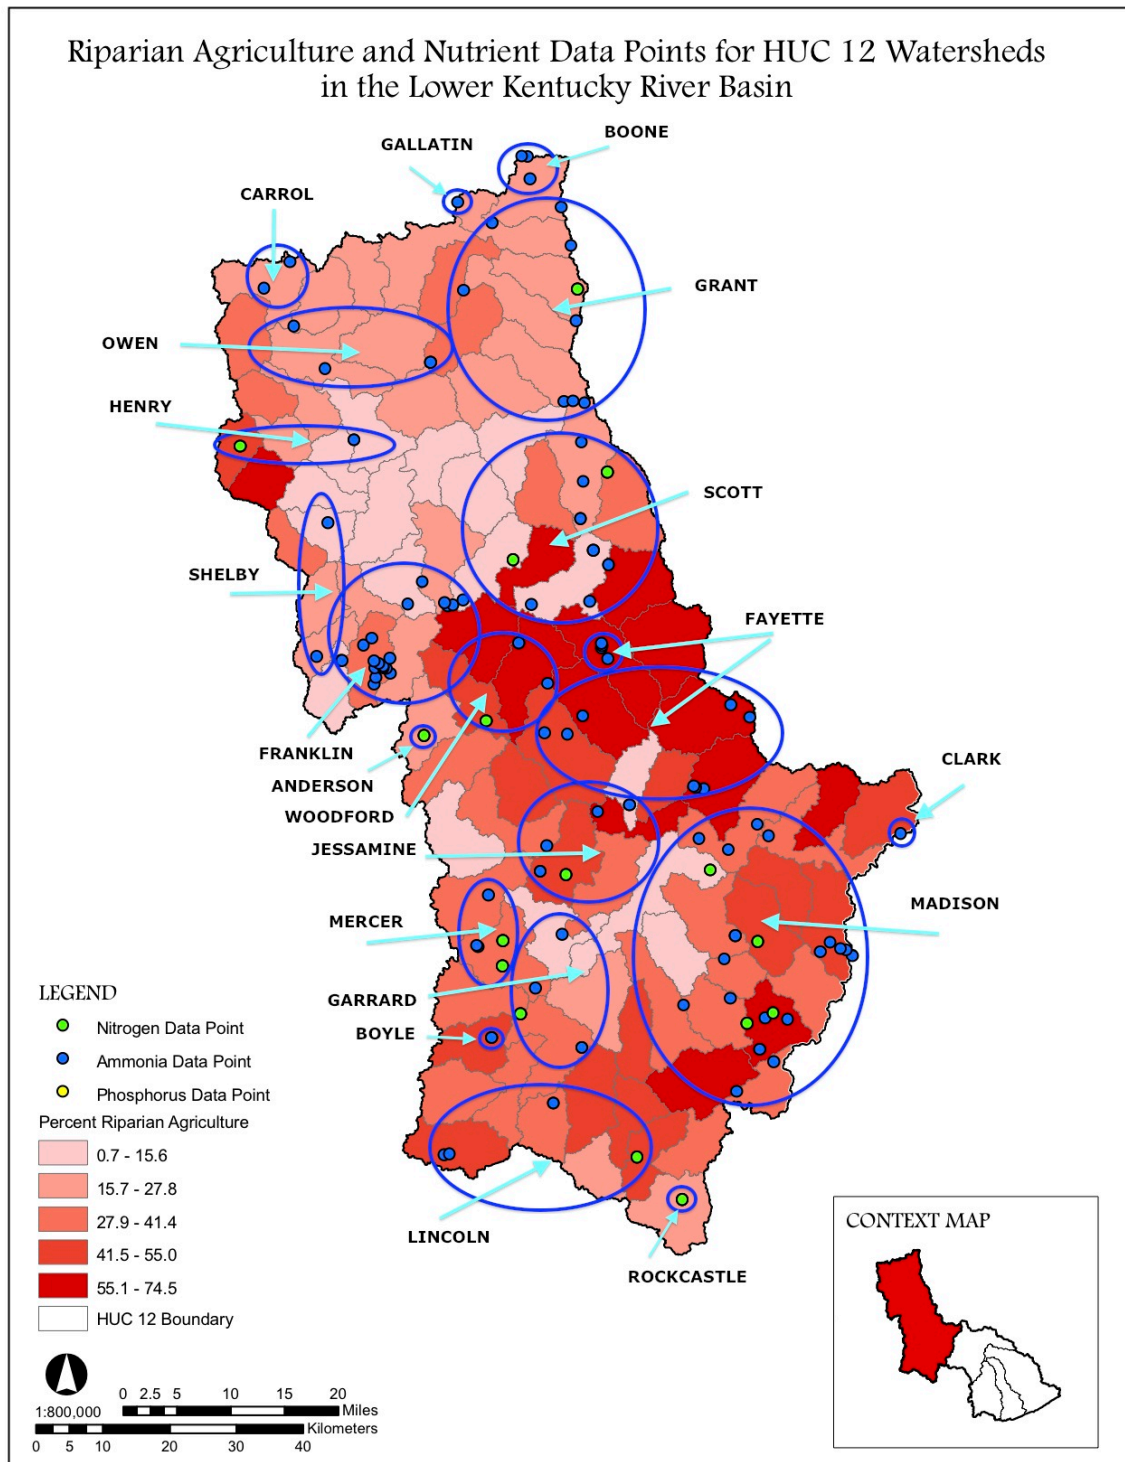 Riparian Agriculture and Nutrient Data Points for HUC 12 Watersheds
in the Lower Kentucky River Basin
BOONE
GALLATIN
CARROL
GRANT
OWEN
HENRY
SCOTT
SHELBY
FAYETTE
FRANKLIN
ANDERSON
CLARK
WOODFORD
JESSAMINE
MADISON
MERCER
GARRARD
BOYLE
LINCOLN
ROCKCASTLE
LEGEND
Nitrogen Data Point
Ammonia Data Point
Phosphorus Data Point
Percent Riparian Agriculture
0.7 - 15.6
15.7 - 27.8
27.9 - 41.4
41.5 - 55.0
55.1 - 74.5
HUC 12 Boundary
0 2.5 5 10 15 20
1:800,000 Miles
Kilometers
0 5 10 20 30 40
CONTEXT MAP